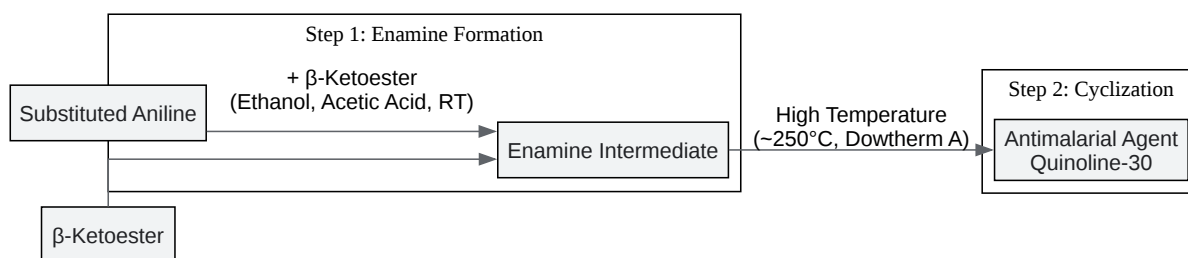 Step 1: Enamine Formation
+ β-Ketoester
(Ethanol, Acetic Acid, RT)
Substituted Aniline
Enamine Intermediate
β-Ketoester
High Temperature
(~250°C, Dowtherm A)
Step 2: Cyclization
Antimalarial Agent
Quinoline-30